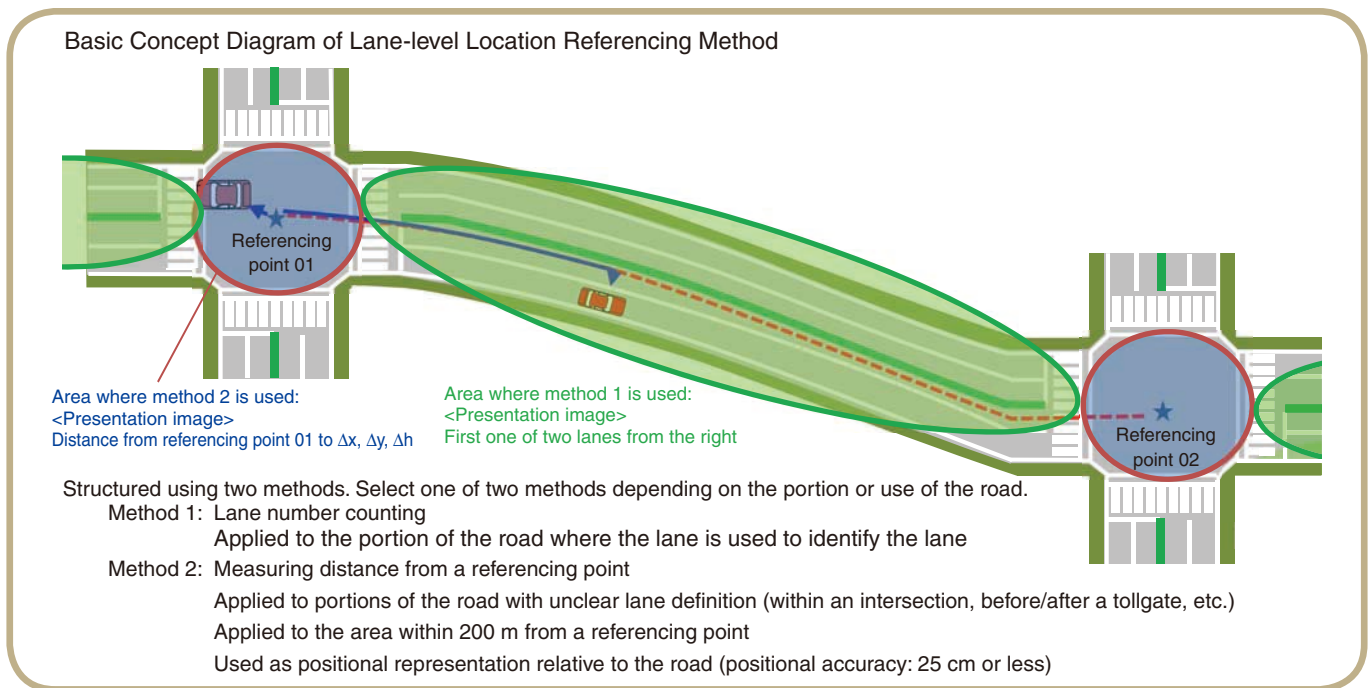 Basic Concept Diagram of Lane-level Location Referencing Method
Referencing
point 01
Area where method 2 is used:
<Presentation image>
Distance from referencing point 01 to Δx, Δy, Δh
Area where method 1 is used:
<Presentation image>
First one of two lanes from the right
Referencing
point 02
Structured using two methods. Select one of two methods depending on the portion or use of the road.
Method 1: Lane number counting
Applied to the portion of the road where the lane is used to identify the lane
Method 2: Measuring distance from a referencing point
Applied to portions of the road with unclear lane definition (within an intersection, before/after a tollgate, etc.)
Applied to the area within 200 m from a referencing point
Used as positional representation relative to the road (positional accuracy: 25 cm or less)